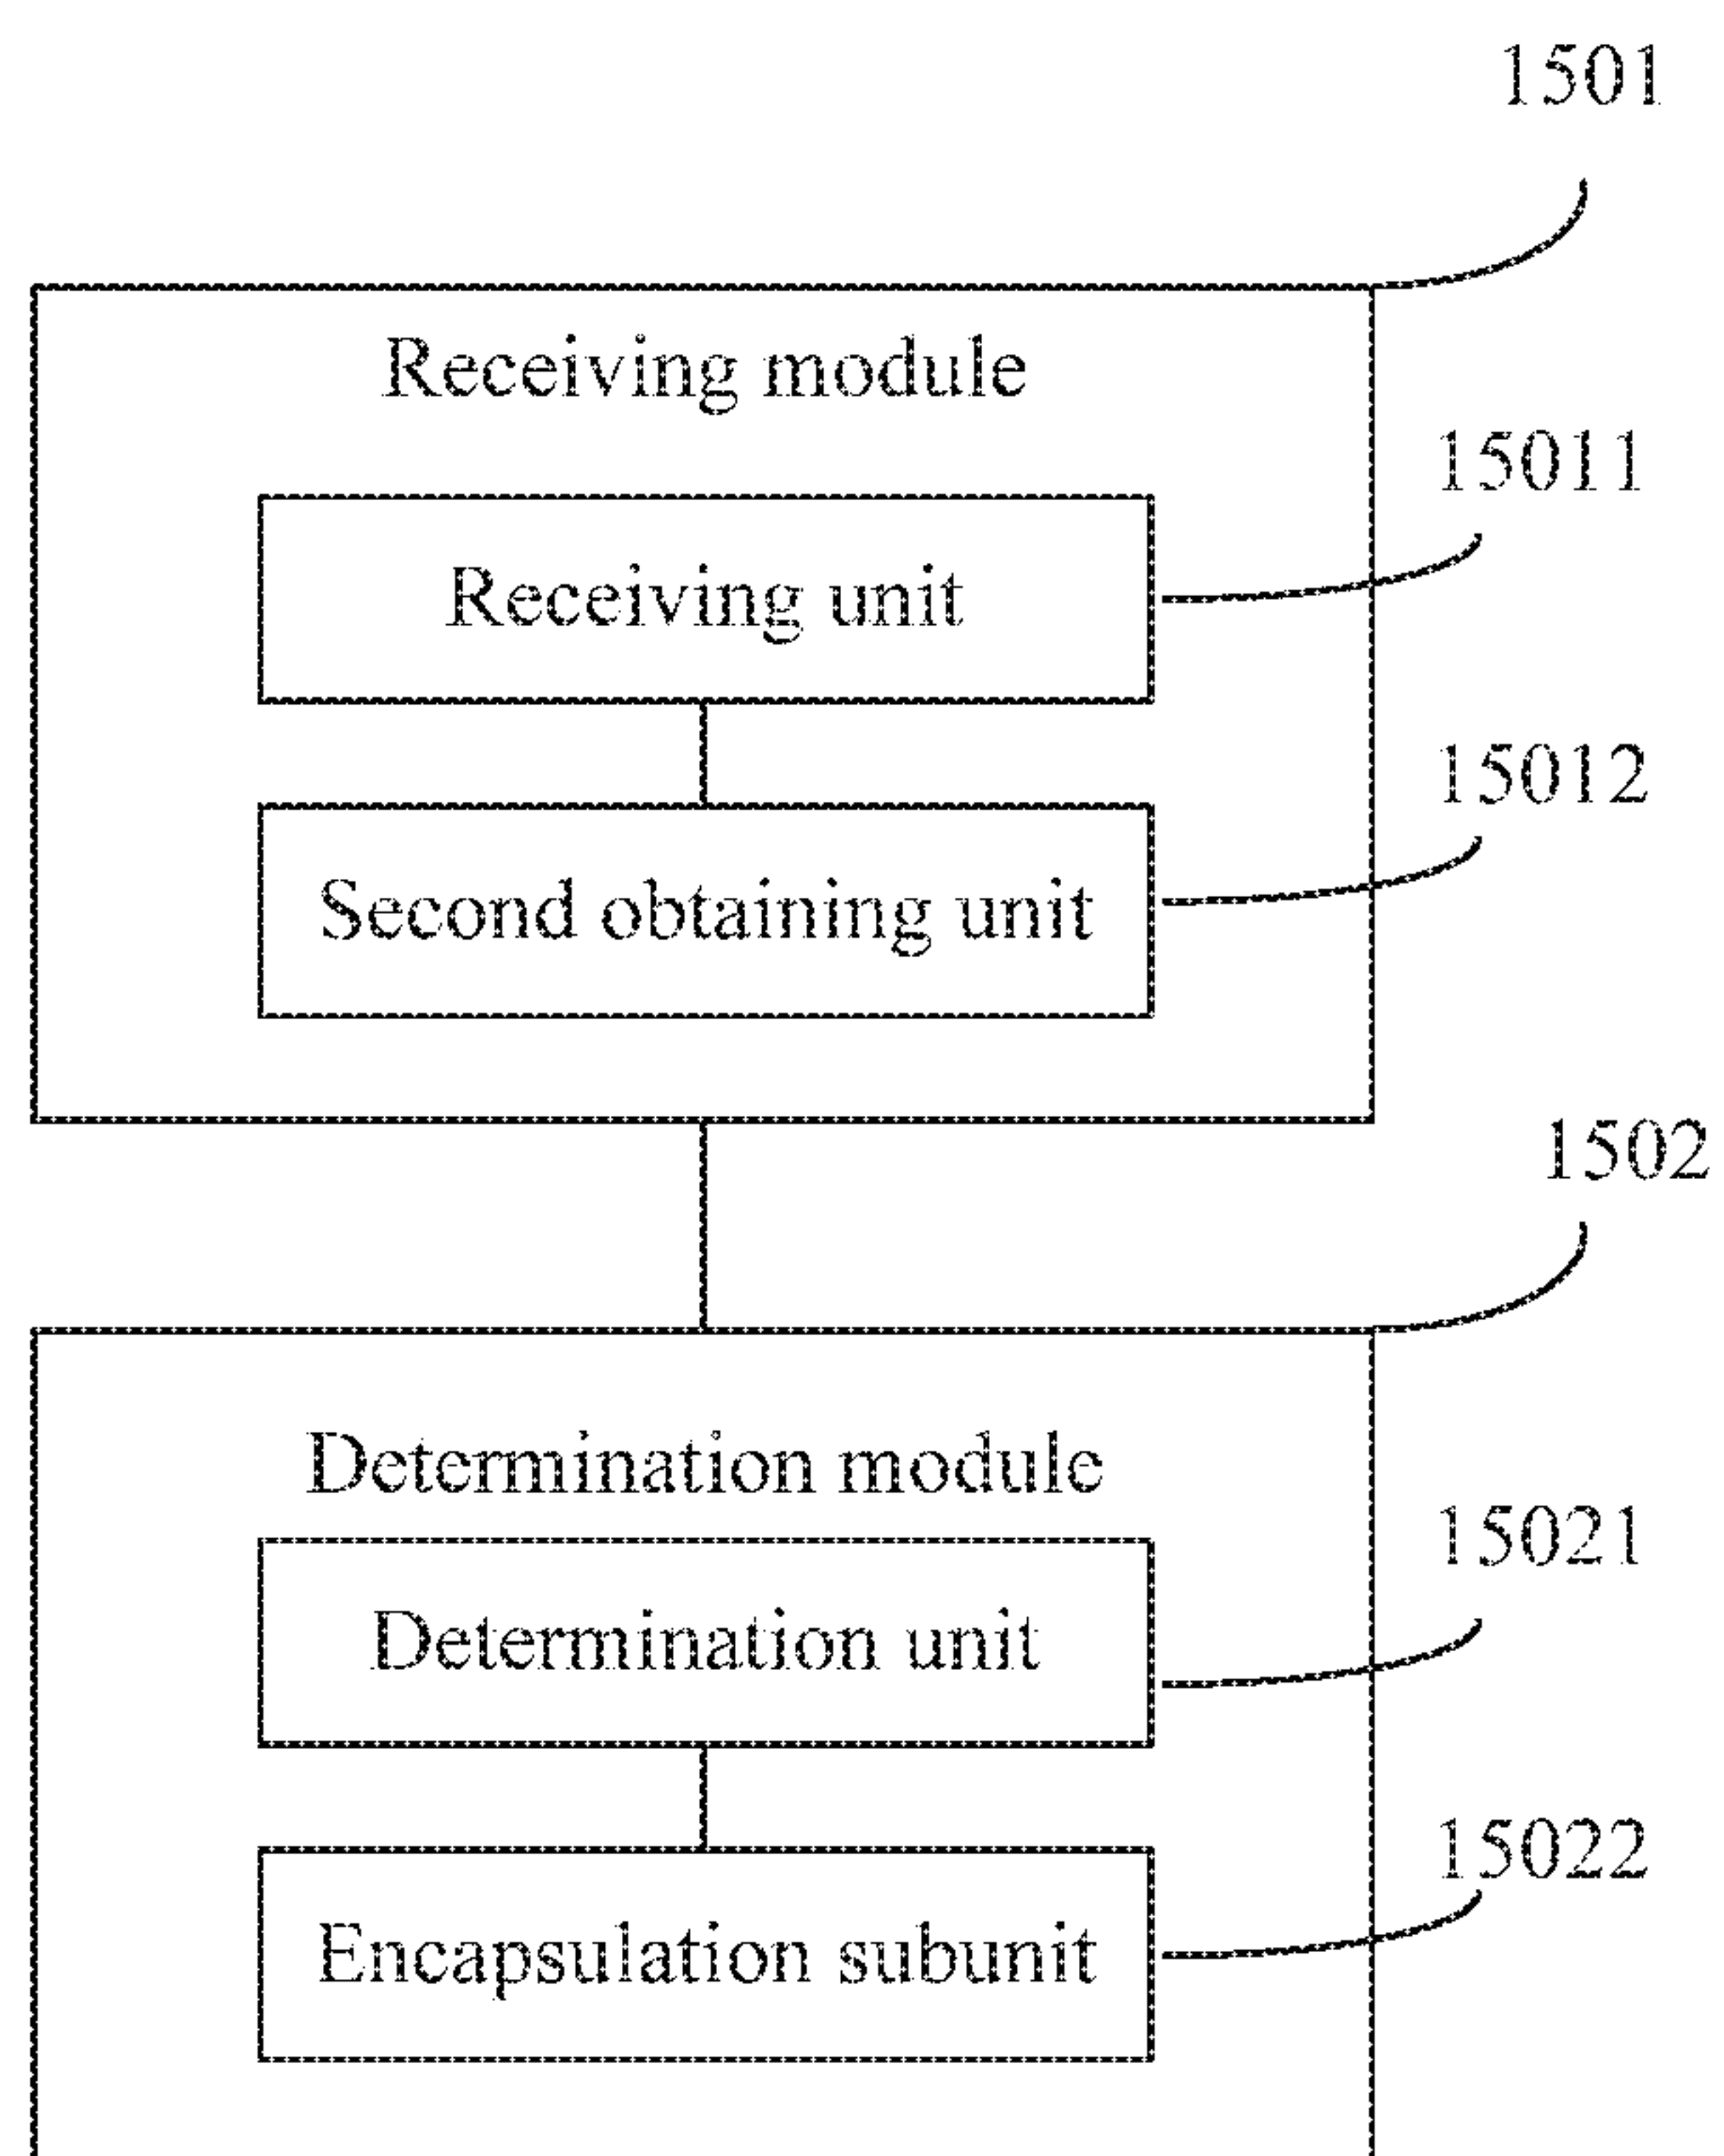 1501
Receiving module
15011
Receiving unit
15012
Second obtaining unit
1502
Determination module
15021
Determination unit
15022
Encapsulation subunit